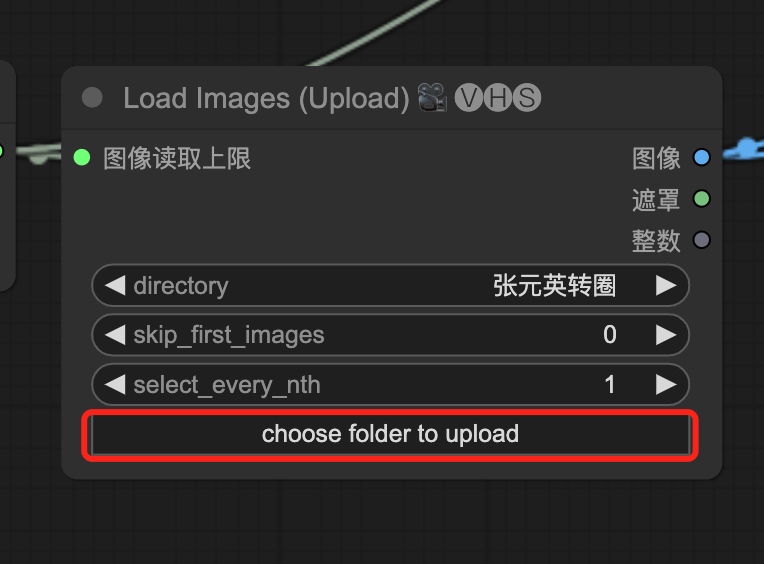 Load Images (Upload) 🎥🅥🅗🅢
图像读取上限
图像
遮罩
整数
directory 张元英转圈
skip_first_images 0
select_every_nth 1
choose folder to upload